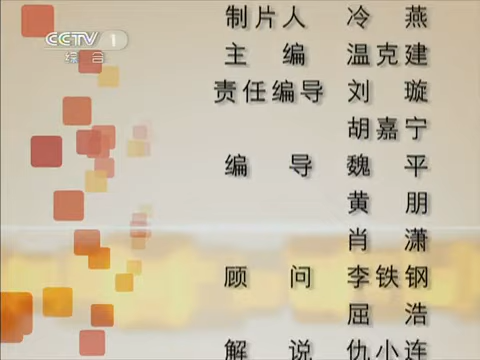 CCTV 1
综合
制片人 冷燕
主编 温克建
责任编导 刘璇
胡嘉宁
编导 魏平
黄朋
肖潇
顾问 李铁钢
屈浩
解说 仇小连